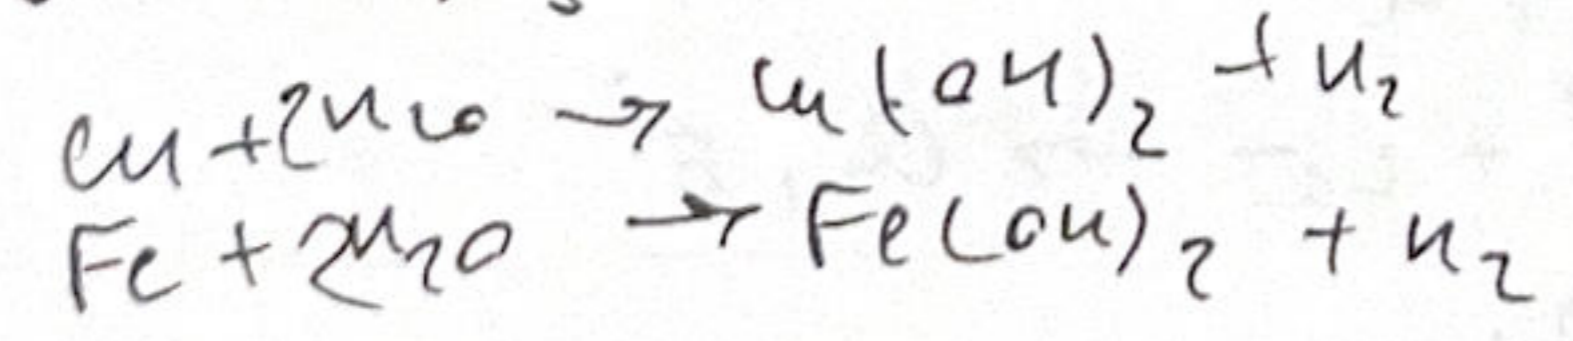 Cu + 2H₂O → Cu(OH)₂ + H₂
Fe + 2H₂O → Fe(OH)₂ + H₂